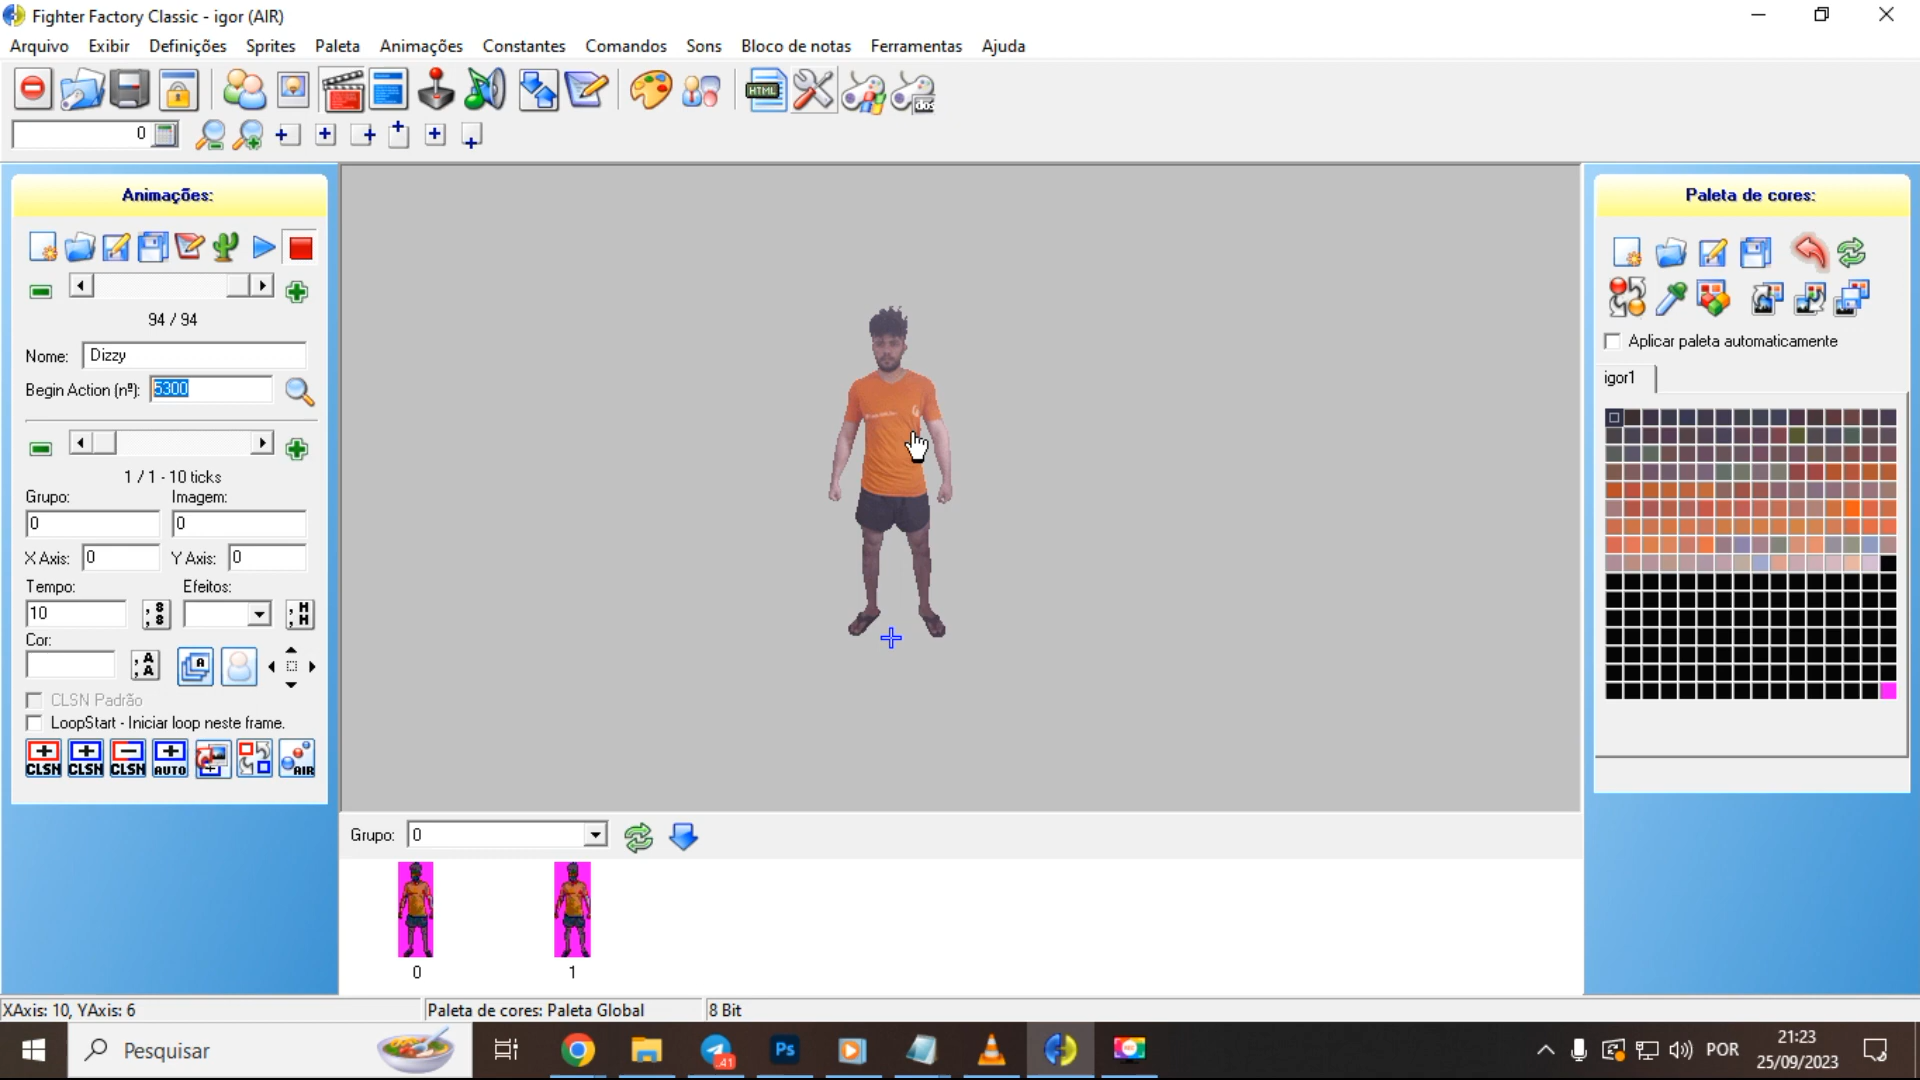 Fighter Factory Classic - igor (AIR)
Arquivo Exibir Definições Sprites Paleta Animações Constantes Comandos Sons Bloco de notas Ferramentas Ajuda
HTML
dos
0
Animações:
94 / 94
Nome: Dizzy
Begin Action (nº): 5300
1 / 1 - 10 ticks
Grupo: Imagem:
0 0
X Axis: 0 Y Axis: 0
Tempo: Efeitos:
10
Cor:
CLSN Padrão
LoopStart - Iniciar loop neste frame.
CLSN CLSN CLSN AUTO AIR
Paleta de cores:
Aplicar paleta automaticamente
igor1
Grupo: 0
0 1
XAxis: 10, YAxis: 6 Paleta de cores: Paleta Global 8 Bit
Pesquisar
41
Ps
POR
21:23
25/09/2023